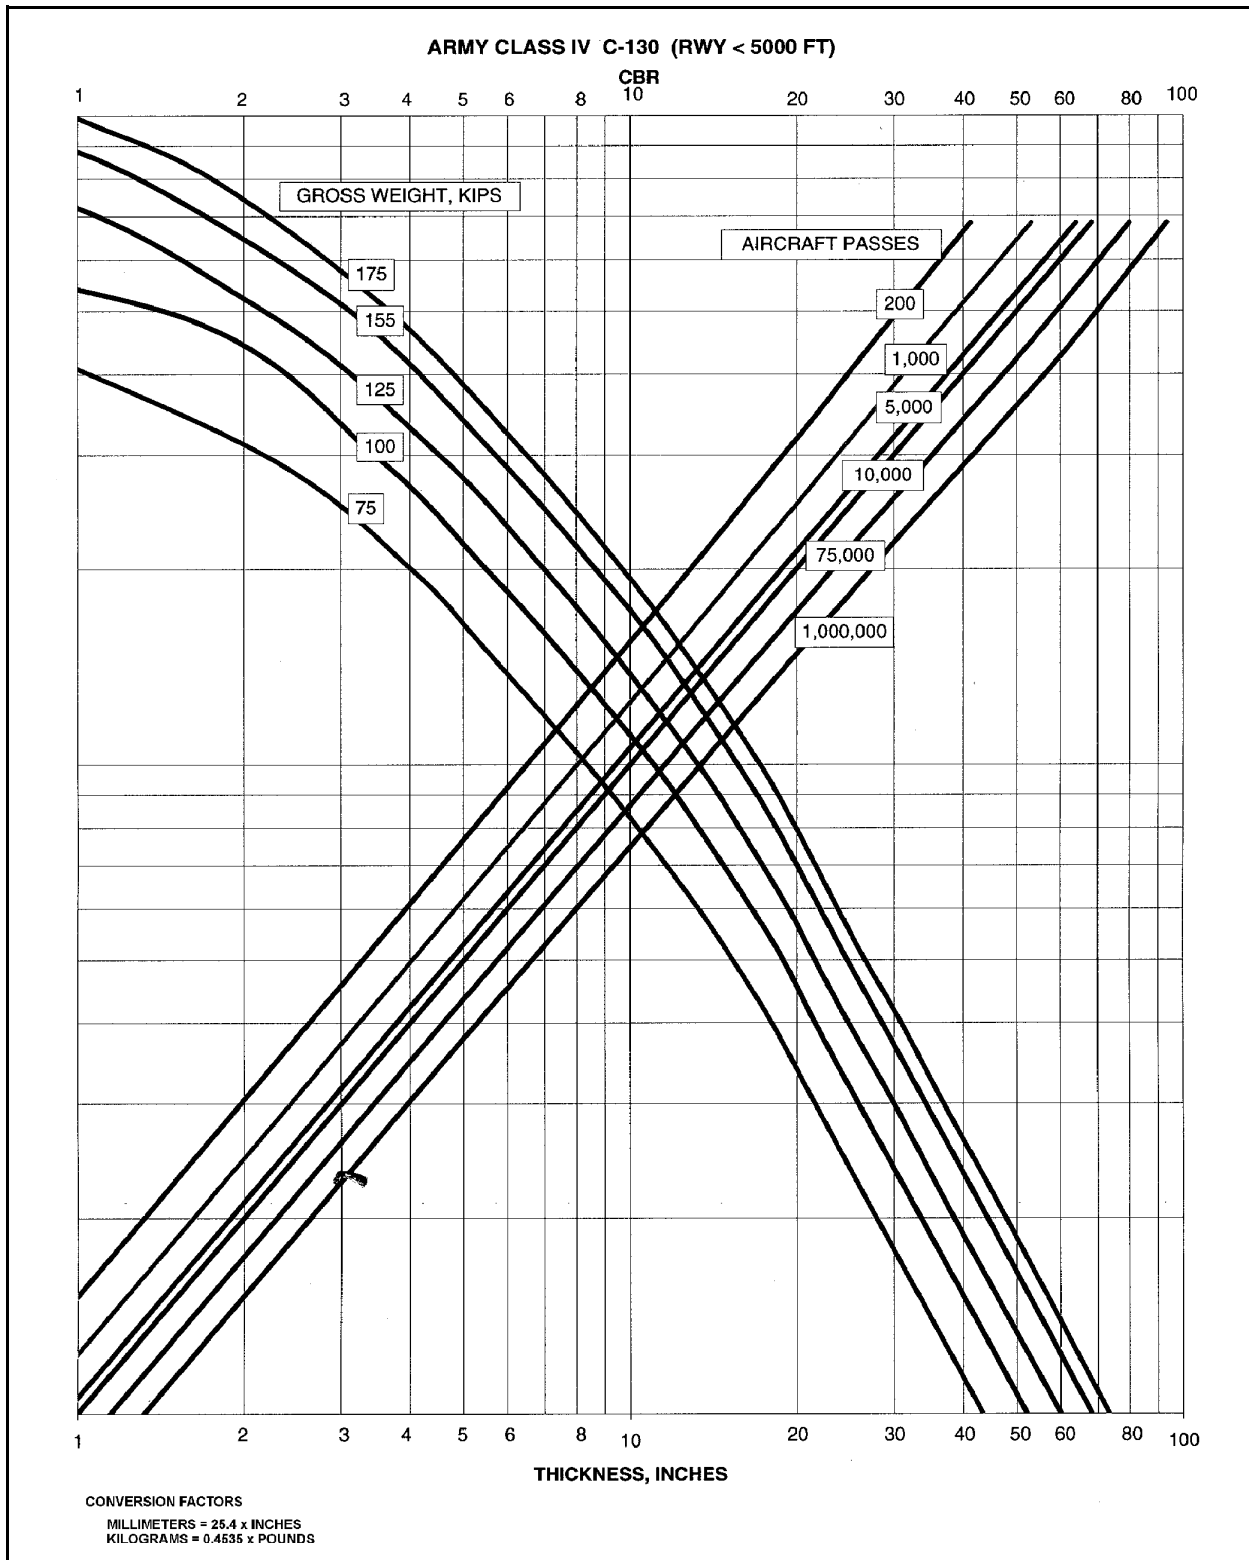 ARMY CLASS IV C-130 (RWY < 5000 FT)
CBR
1 2 3 4 5 6 8 10 20 30 40 50 60 80 100
GROSS WEIGHT, KIPS
AIRCRAFT PASSES
175
200
155
1,000
125
5,000
100
10,000
75
75,000
1,000,000
1 2 3 4 5 6 8 10 20 30 40 50 60 80 100
THICKNESS, INCHES
CONVERSION FACTORS
MILLIMETERS = 25.4 x INCHES
KILOGRAMS = 0.4535 x POUNDS